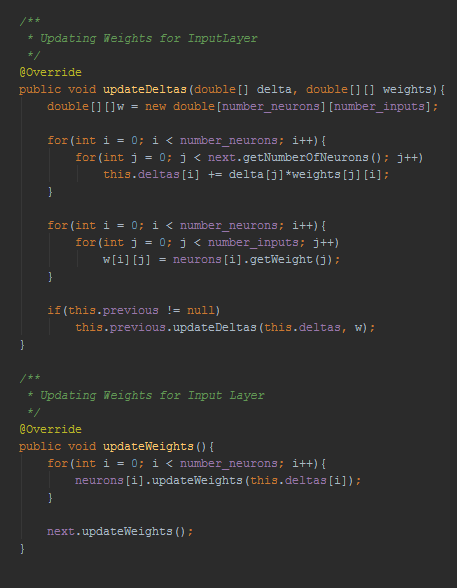 /**
 * Updating Weights for InputLayer
 */
@Override
public void updateDeltas(double[] delta, double[][] weights){
    double[][]w = new double[number_neurons][number_inputs];

    for(int i = 0; i < number_neurons; i++){
        for(int j = 0; j < next.getNumberOfNeurons(); j++)
            this.deltas[i] += delta[j]*weights[j][i];
    }

    for(int i = 0; i < number_neurons; i++){
        for(int j = 0; j < number_inputs; j++)
            w[i][j] = neurons[i].getWeight(j);
    }

    if(this.previous != null)
        this.previous.updateDeltas(this.deltas, w);
}

/**
 * Updating Weights for Input Layer
 */
@Override
public void updateWeights(){
    for(int i = 0; i < number_neurons; i++){
        neurons[i].updateWeights(this.deltas[i]);
    }

    next.updateWeights();
}